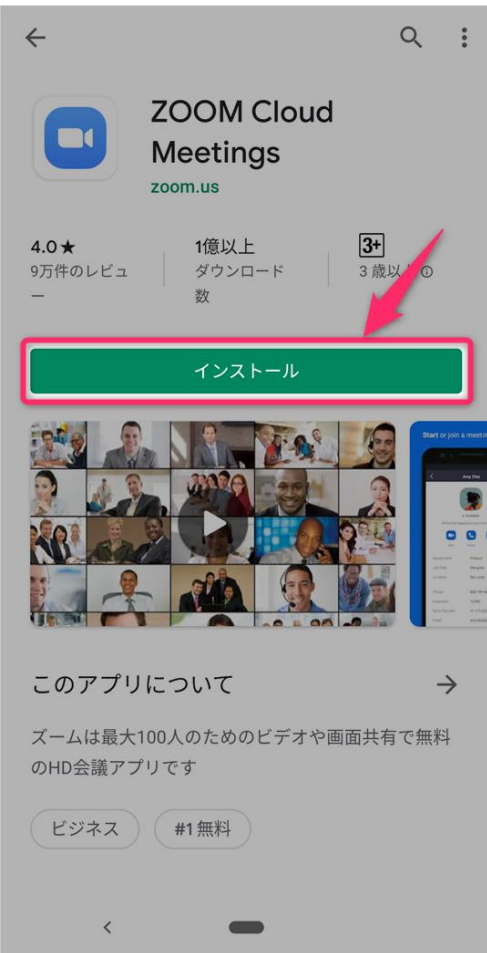 ZOOM Cloud
Meetings
zoom.us
4.0★
9万件のレビュ
ー
1億以上
ダウンロード
数
3+
3 歳以
インストール
Start or join a meetin
このアプリについて
ズームは最大100人のためのビデオや画面共有で無料
のHD会議アプリです
ビジネス
#1 無料